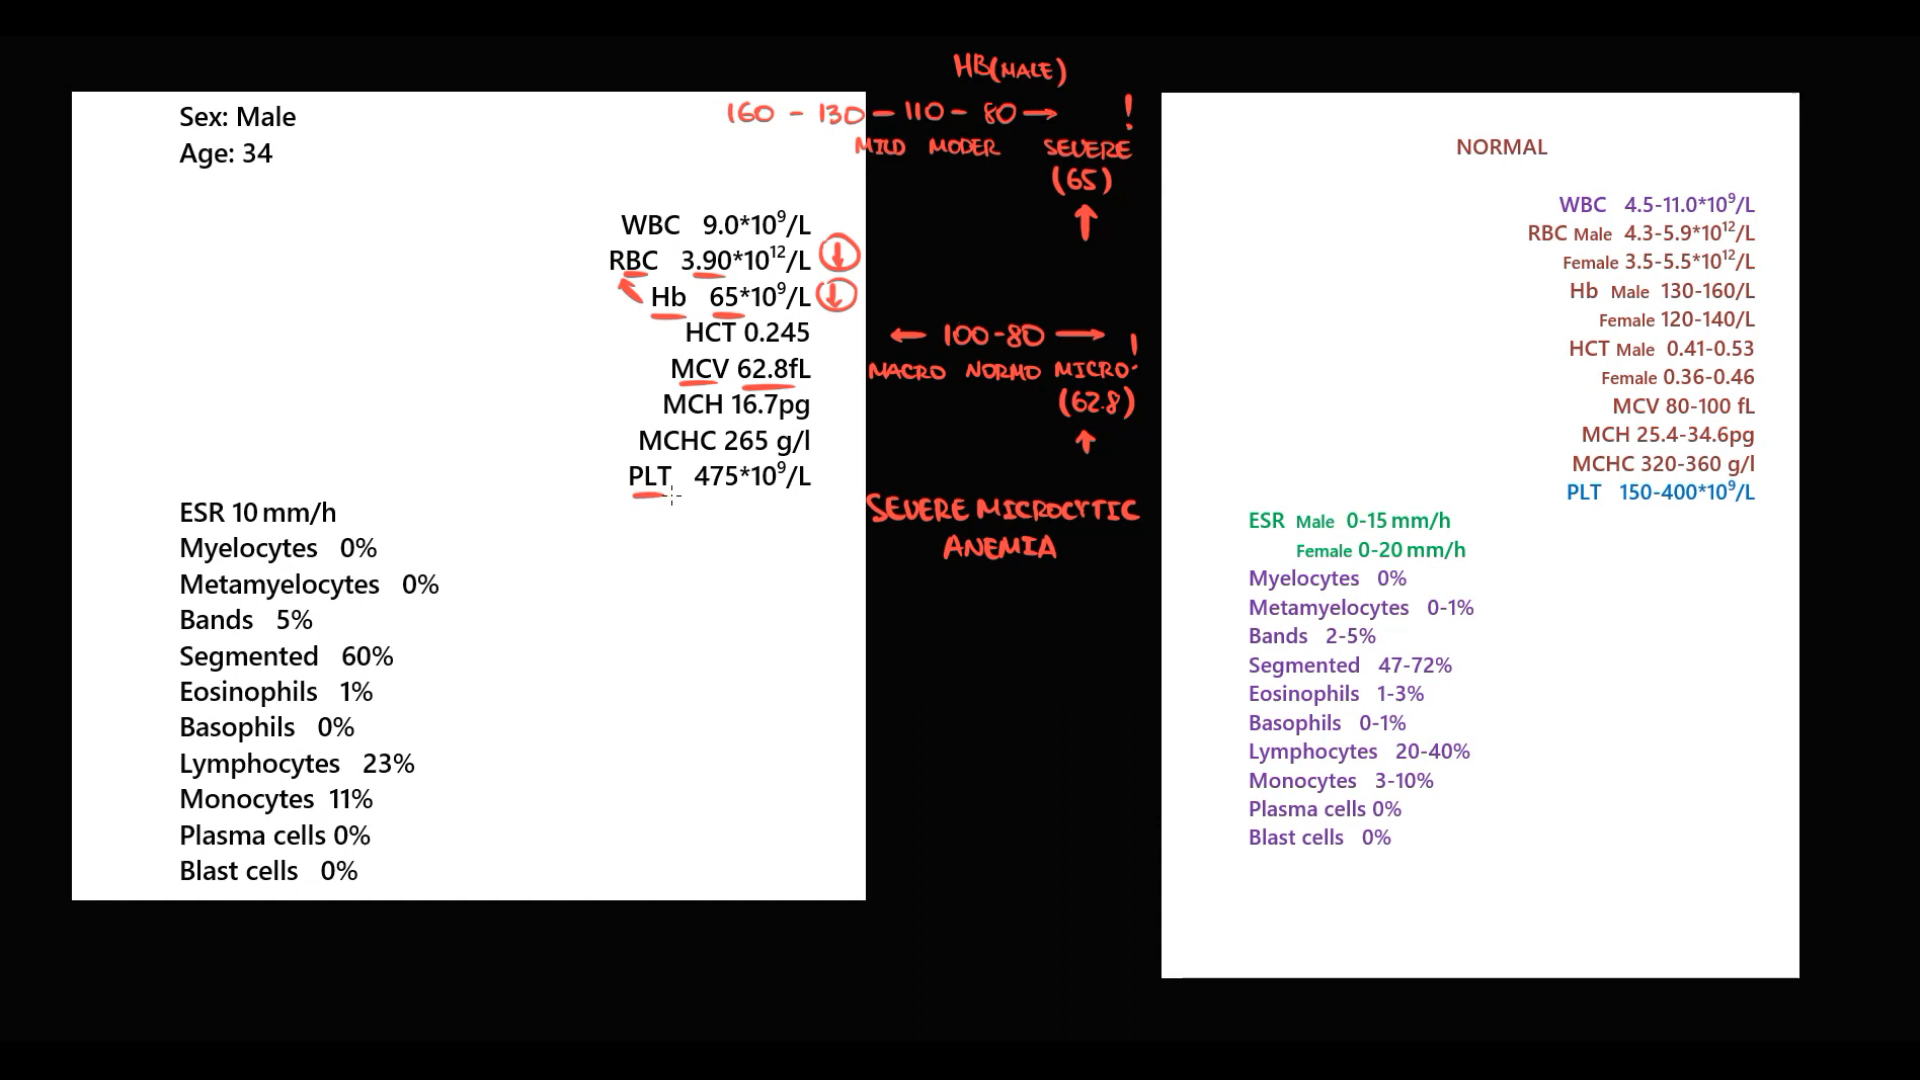 HB(MALE)
160 - 130 - 110 - 80 → !
MILD MODER SEVERE
(65)
Sex: Male
Age: 34
WBC 9.0*10⁹/L
RBC 3.90*10¹²/L ↓
Hb 65*10⁹/L ↓
HCT 0.245
MCV 62.8fL
MCH 16.7pg
MCHC 265 g/l
PLT 475*10⁹/L
ESR 10 mm/h
Myelocytes 0%
Metamyelocytes 0%
Bands 5%
Segmented 60%
Eosinophils 1%
Basophils 0%
Lymphocytes 23%
Monocytes 11%
Plasma cells 0%
Blast cells 0%
← 100-80 → !
MACRO NORMO MICRO
(62.8)
SEVERE MICROCYTIC
ANEMIA
NORMAL
WBC 4.5-11.0*10⁹/L
RBC Male 4.3-5.9*10¹²/L
Female 3.5-5.5*10¹²/L
Hb Male 130-160/L
Female 120-140/L
HCT Male 0.41-0.53
Female 0.36-0.46
MCV 80-100 fL
MCH 25.4-34.6pg
MCHC 320-360 g/l
PLT 150-400*10⁹/L
ESR Male 0-15 mm/h
Female 0-20 mm/h
Myelocytes 0%
Metamyelocytes 0-1%
Bands 2-5%
Segmented 47-72%
Eosinophils 1-3%
Basophils 0-1%
Lymphocytes 20-40%
Monocytes 3-10%
Plasma cells 0%
Blast cells 0%